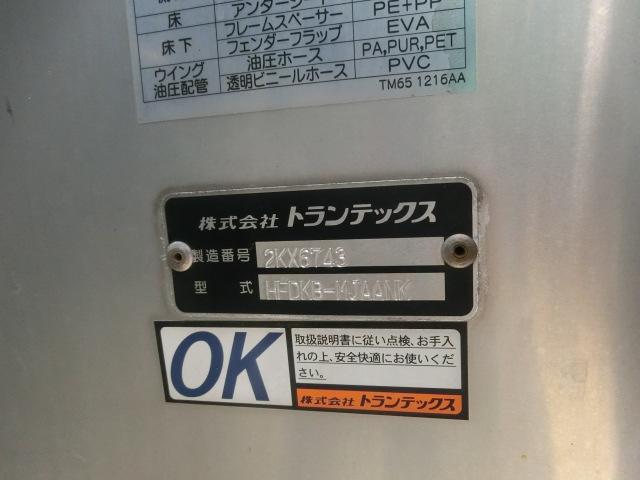 アンダーシート PE+PP
床 フレームスペーサー EVA
床下 フェンダーフラップ PA,PUR,PET
ウイング 油圧ホース PVC
油圧配管 透明ビニールホース
TM65 1216AA
株式会社 トランテックス
製造番号 2KX6743
型式 HFDKB-MJAANK
OK
取扱説明書に従い点検、お手入
れの上、安全快適にお使いくだ
さい。
株式会社 トランテックス